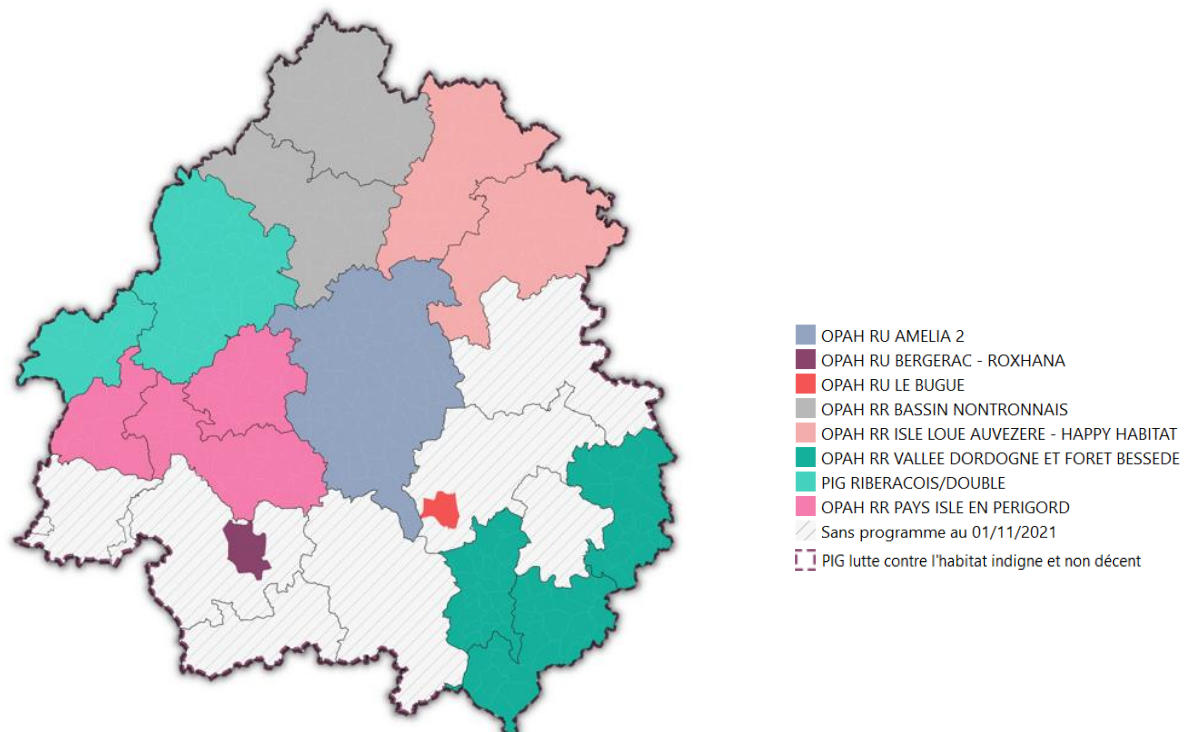 OPAH RU AMELIA 2
OPAH RU BERGERAC - ROXHANA
OPAH RU LE BUGUE
OPAH RR BASSIN NONTRONNAIS
OPAH RR ISLE LOUE AUVEZERE - HAPPY HABITAT
OPAH RR VALLEE DORDOGNE ET FORET BESSEDE
PIG RIBERACOIS/DOUBLE
OPAH RR PAYS ISLE EN PERIGORD
Sans programme au 01/11/2021
PIG lutte contre l'habitat indigne et non décent